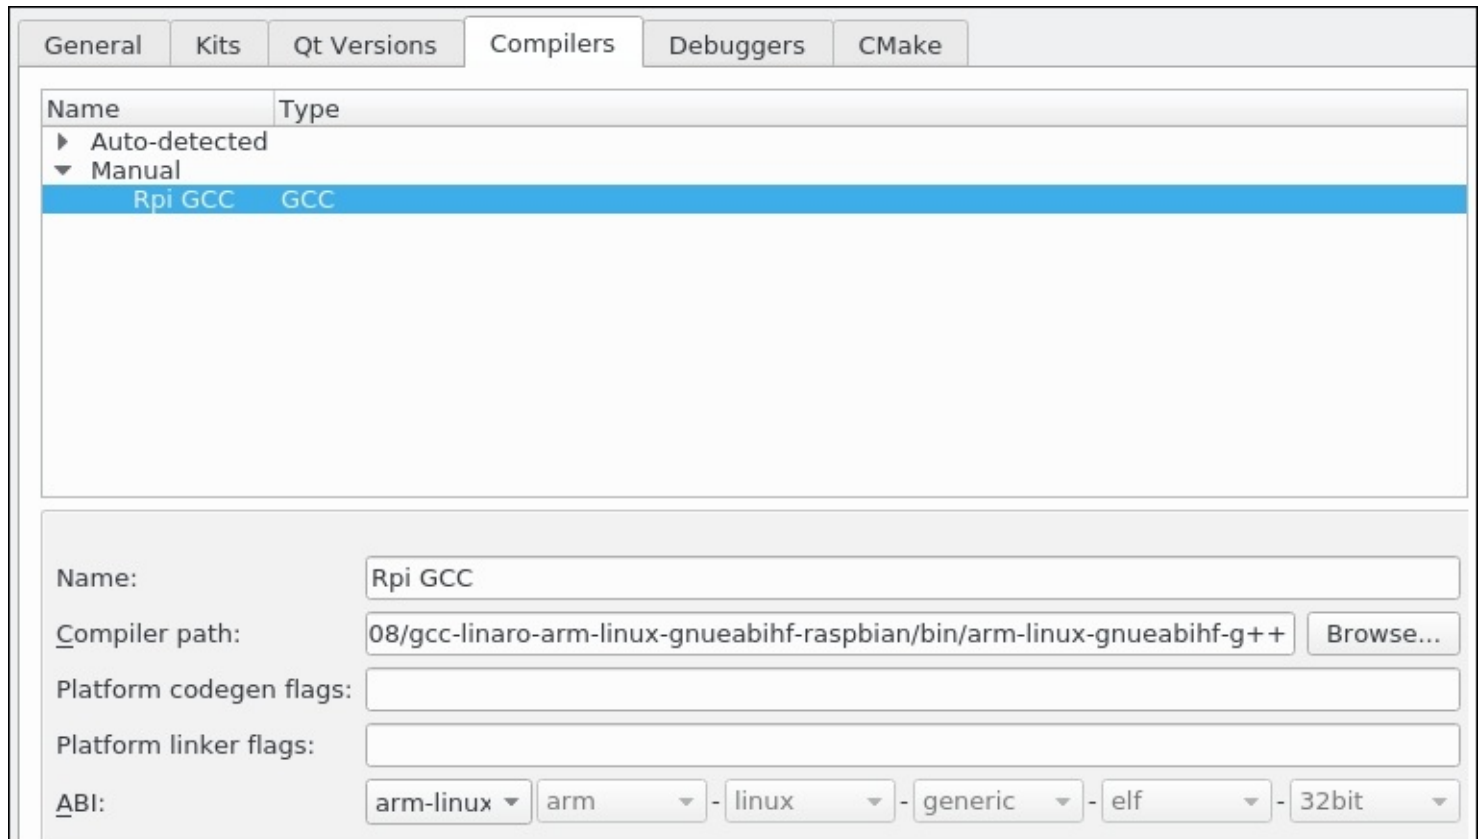 General Kits Qt Versions Compilers Debuggers CMake
Name Type
Auto-detected
Manual
Rpi GCC GCC
Name: Rpi GCC
Compiler path: 08/gcc-linaro-arm-linux-gnueabihf-raspbian/bin/arm-linux-gnueabihf-g++ Browse...
Platform codegen flags:
Platform linker flags:
ABI: arm-linux arm - linux - generic - elf - 32bit